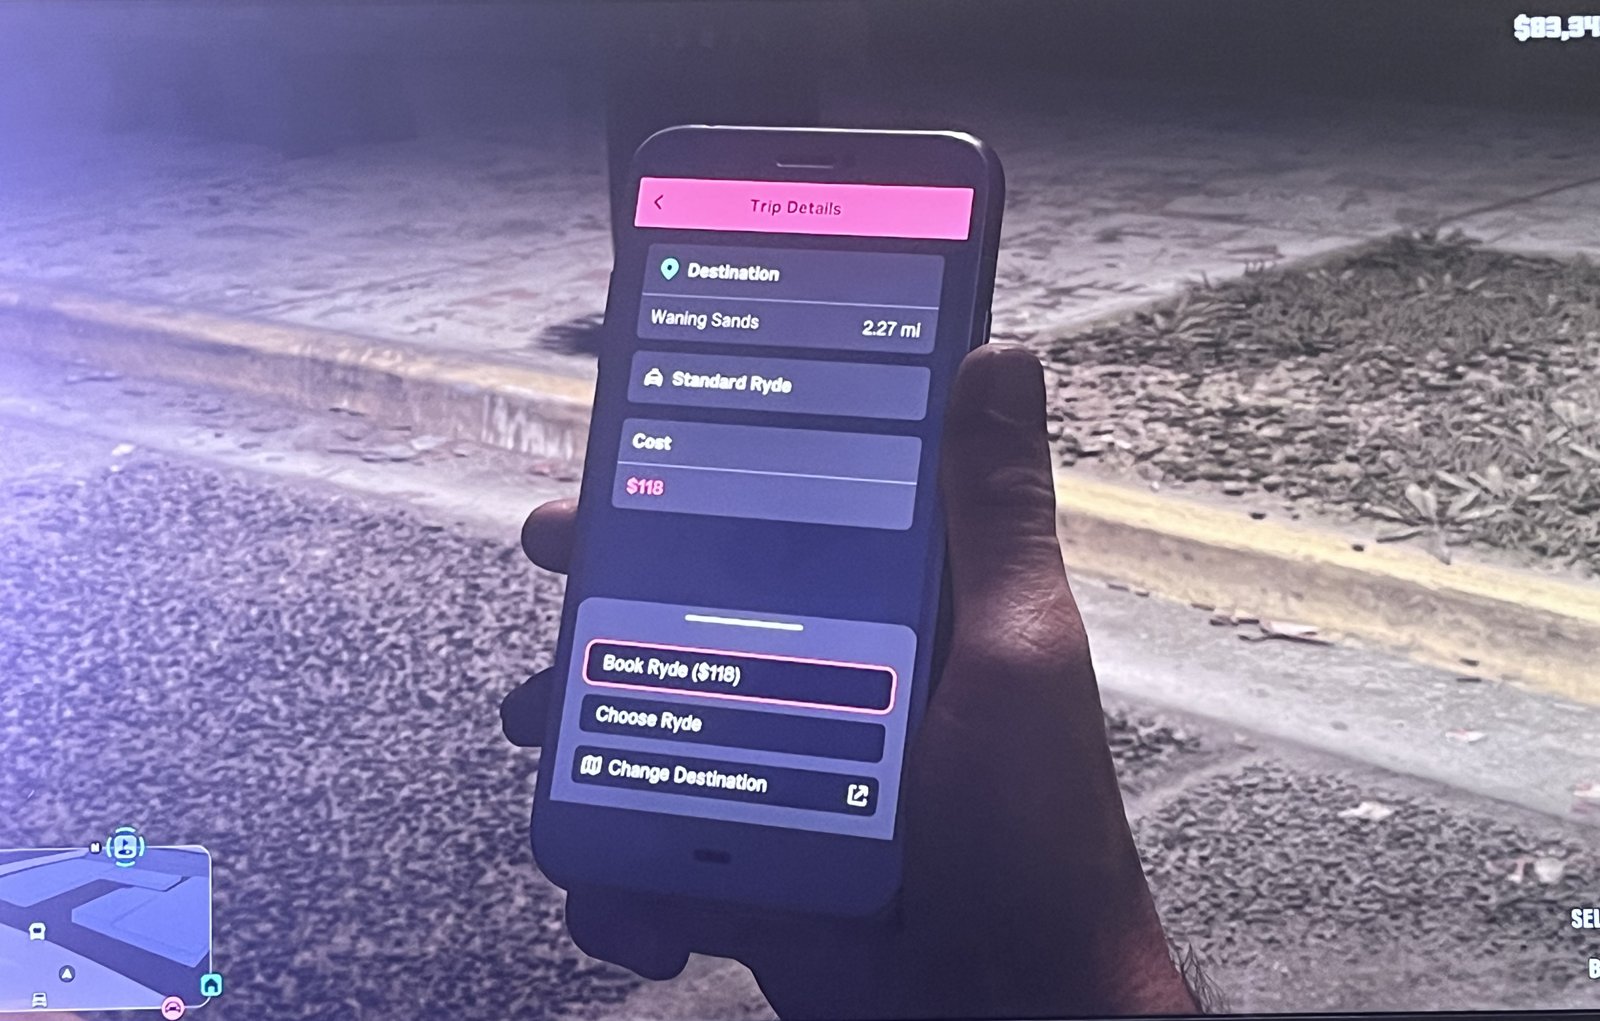 Trip Details
Destination
Waning Sands 2.27 mi
Standard Ryde
Cost
$118
Book Ryde ($118)
Choose Ryde
Change Destination
N
A